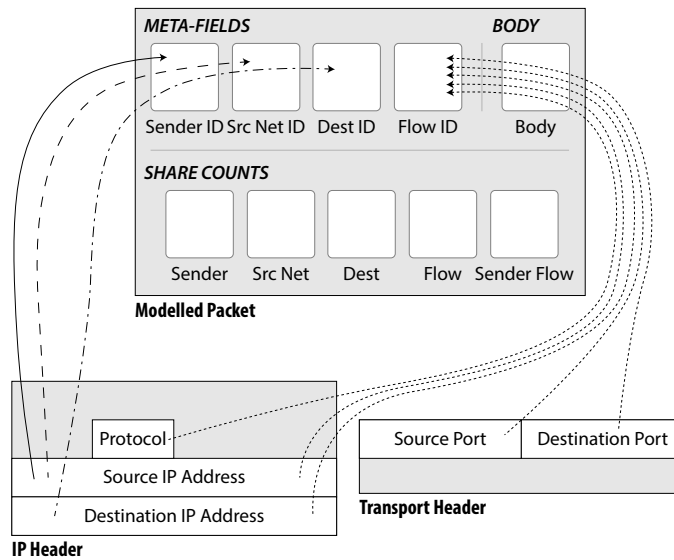 META-FIELDS BODY
Sender ID Src Net ID Dest ID Flow ID Body
SHARE COUNTS
Sender Src Net Dest Flow Sender Flow
Modelled Packet
Protocol
Source IP Address
Destination IP Address
IP Header
Source Port Destination Port
Transport Header